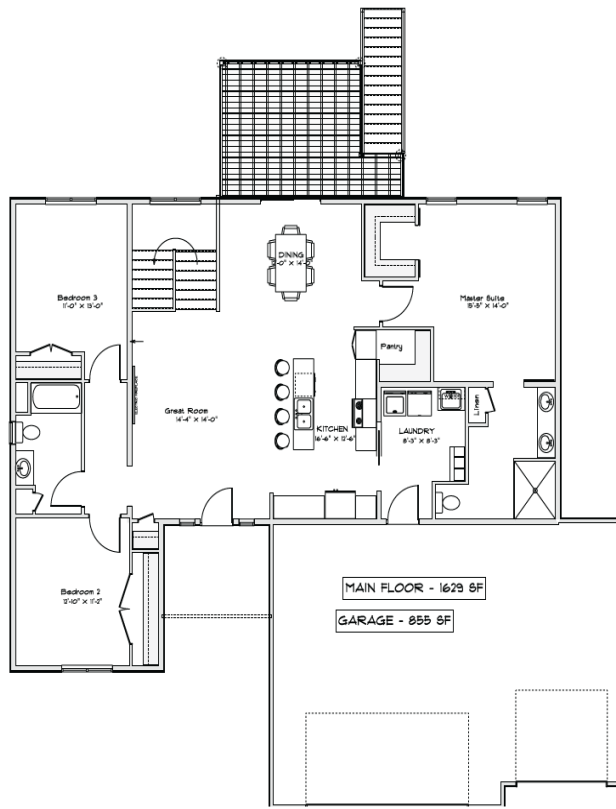 DINING
Bedroom 3
11'-0" X 13'-0"
Master Suite
15'-5" X 14'-0"
Pantry
Great Room
14'-4" X 14'-0"
KITCHEN
16'-6" X 12'-6"
LAUNDRY
8'-3" X 8'-3"
Linen
Bedroom 2
12'-10" X 11'-2"
MAIN FLOOR - 1629 SF
GARAGE - 855 SF